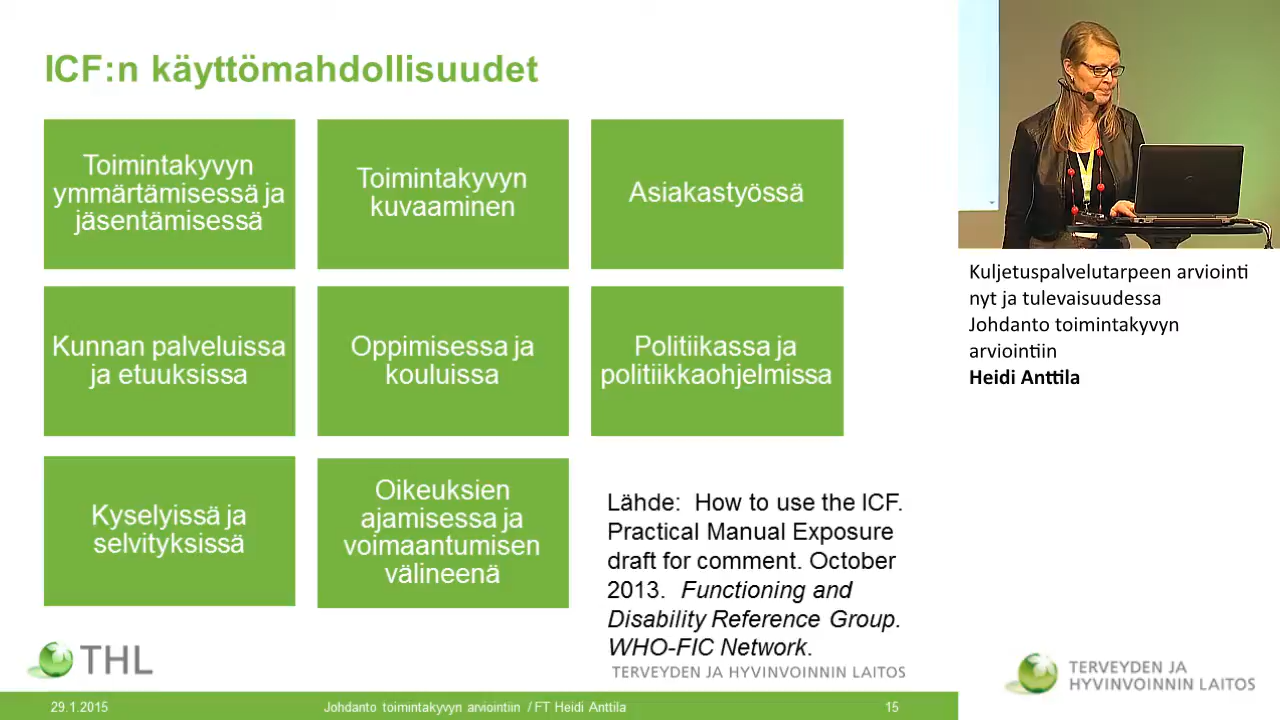 ICF:n käyttömahdollisuudet
Toimintakyvyn
ymmärtämisessä ja
jäsentämisessä
Toimintakyvyn
kuvaaminen
Asiakastyössä
Kunnan palveluissa
ja etuuksissa
Oppimisessa ja
kouluissa
Politiikassa ja
politiikkaohjelmissa
Kyselyissä ja
selvityksissä
Oikeuksien
ajamisessa ja
voimaantumisen
välineenä
Lähde: How to use the ICF.
Practical Manual Exposure
draft for comment. October
2013. Functioning and
Disability Reference Group.
WHO-FIC Network.
THL
TERVEYDEN JA HYVINVOINNIN LAITOS
29.1.2015
Johdanto toimintakyvyn arviointiin / FT Heidi Anttila
15
Kuljetuspalvelutarpeen arviointi
nyt ja tulevaisuudessa
Johdanto toimintakyvyn
arviointiin
Heidi Anttila
TERVEYDEN JA
HYVINVOINNIN LAITOS